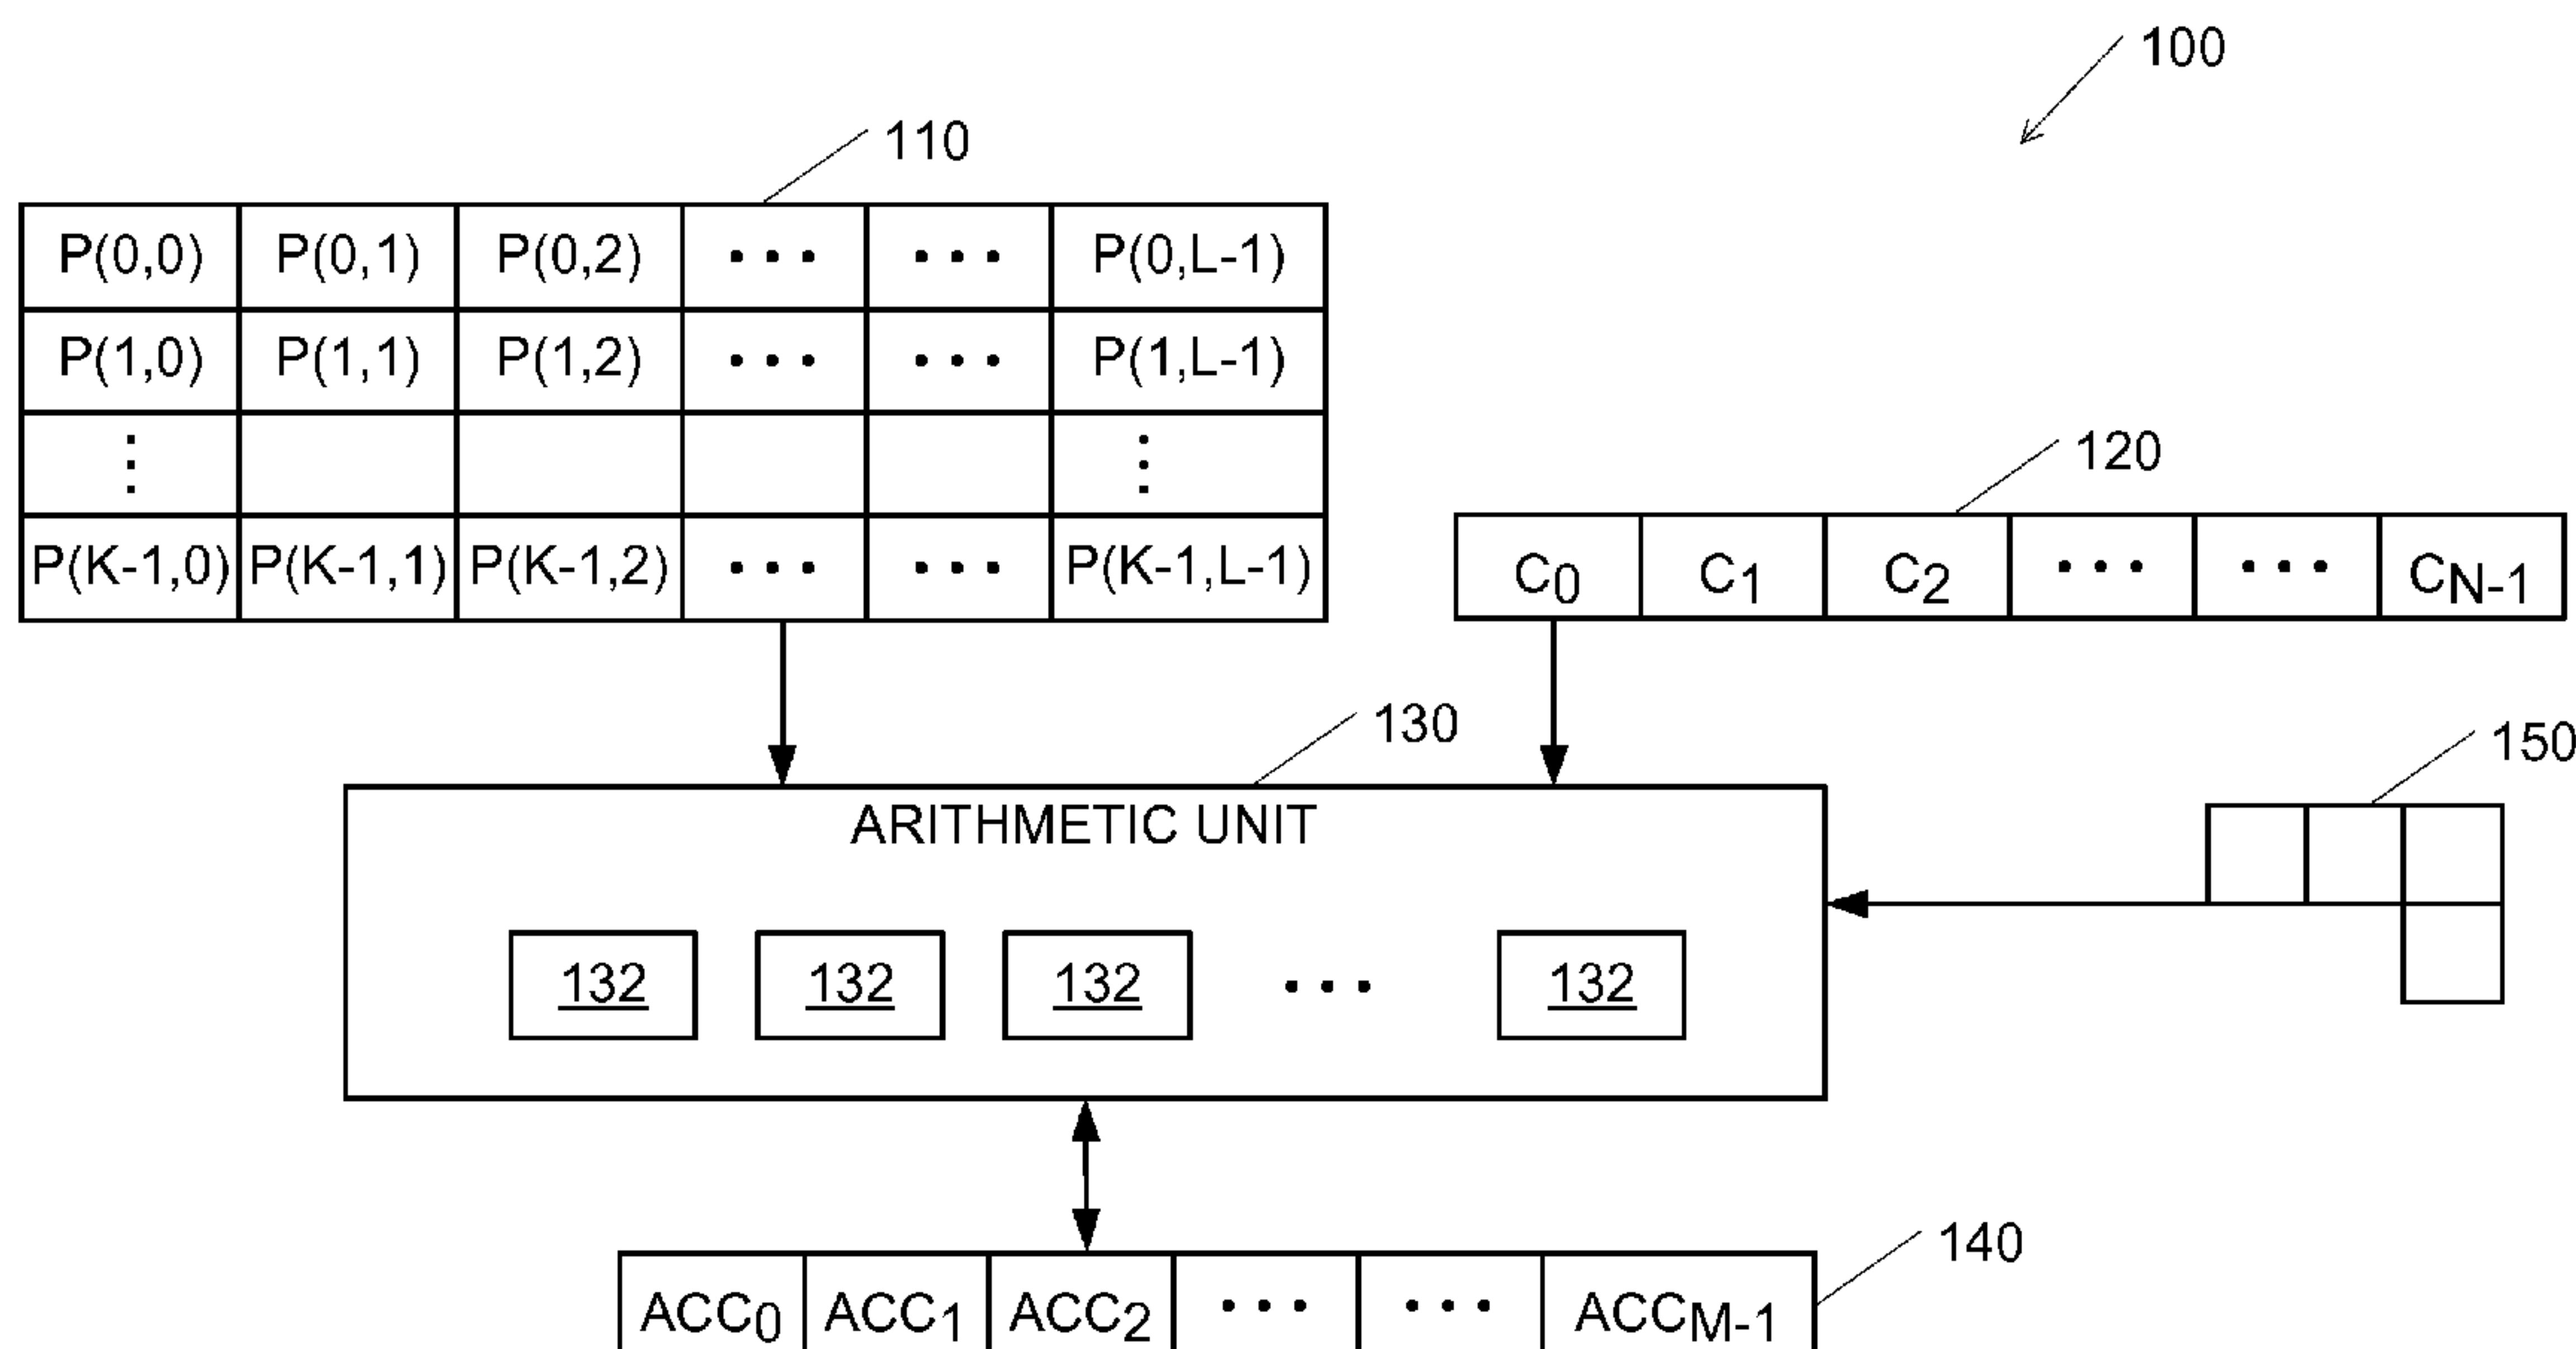 100
110
P(0,0) P(0,1) P(0,2) ••• ••• P(0,L-1)
P(1,0) P(1,1) P(1,2) ••• ••• P(1,L-1)
⋮ ⋮
P(K-1,0) P(K-1,1) P(K-1,2) ••• ••• P(K-1,L-1)
120
C0 C1 C2 ••• ••• CN-1
130
150
ARITHMETIC UNIT
132 132 132 ••• 132
140
ACC0 ACC1 ACC2 ••• ••• ACCM-1